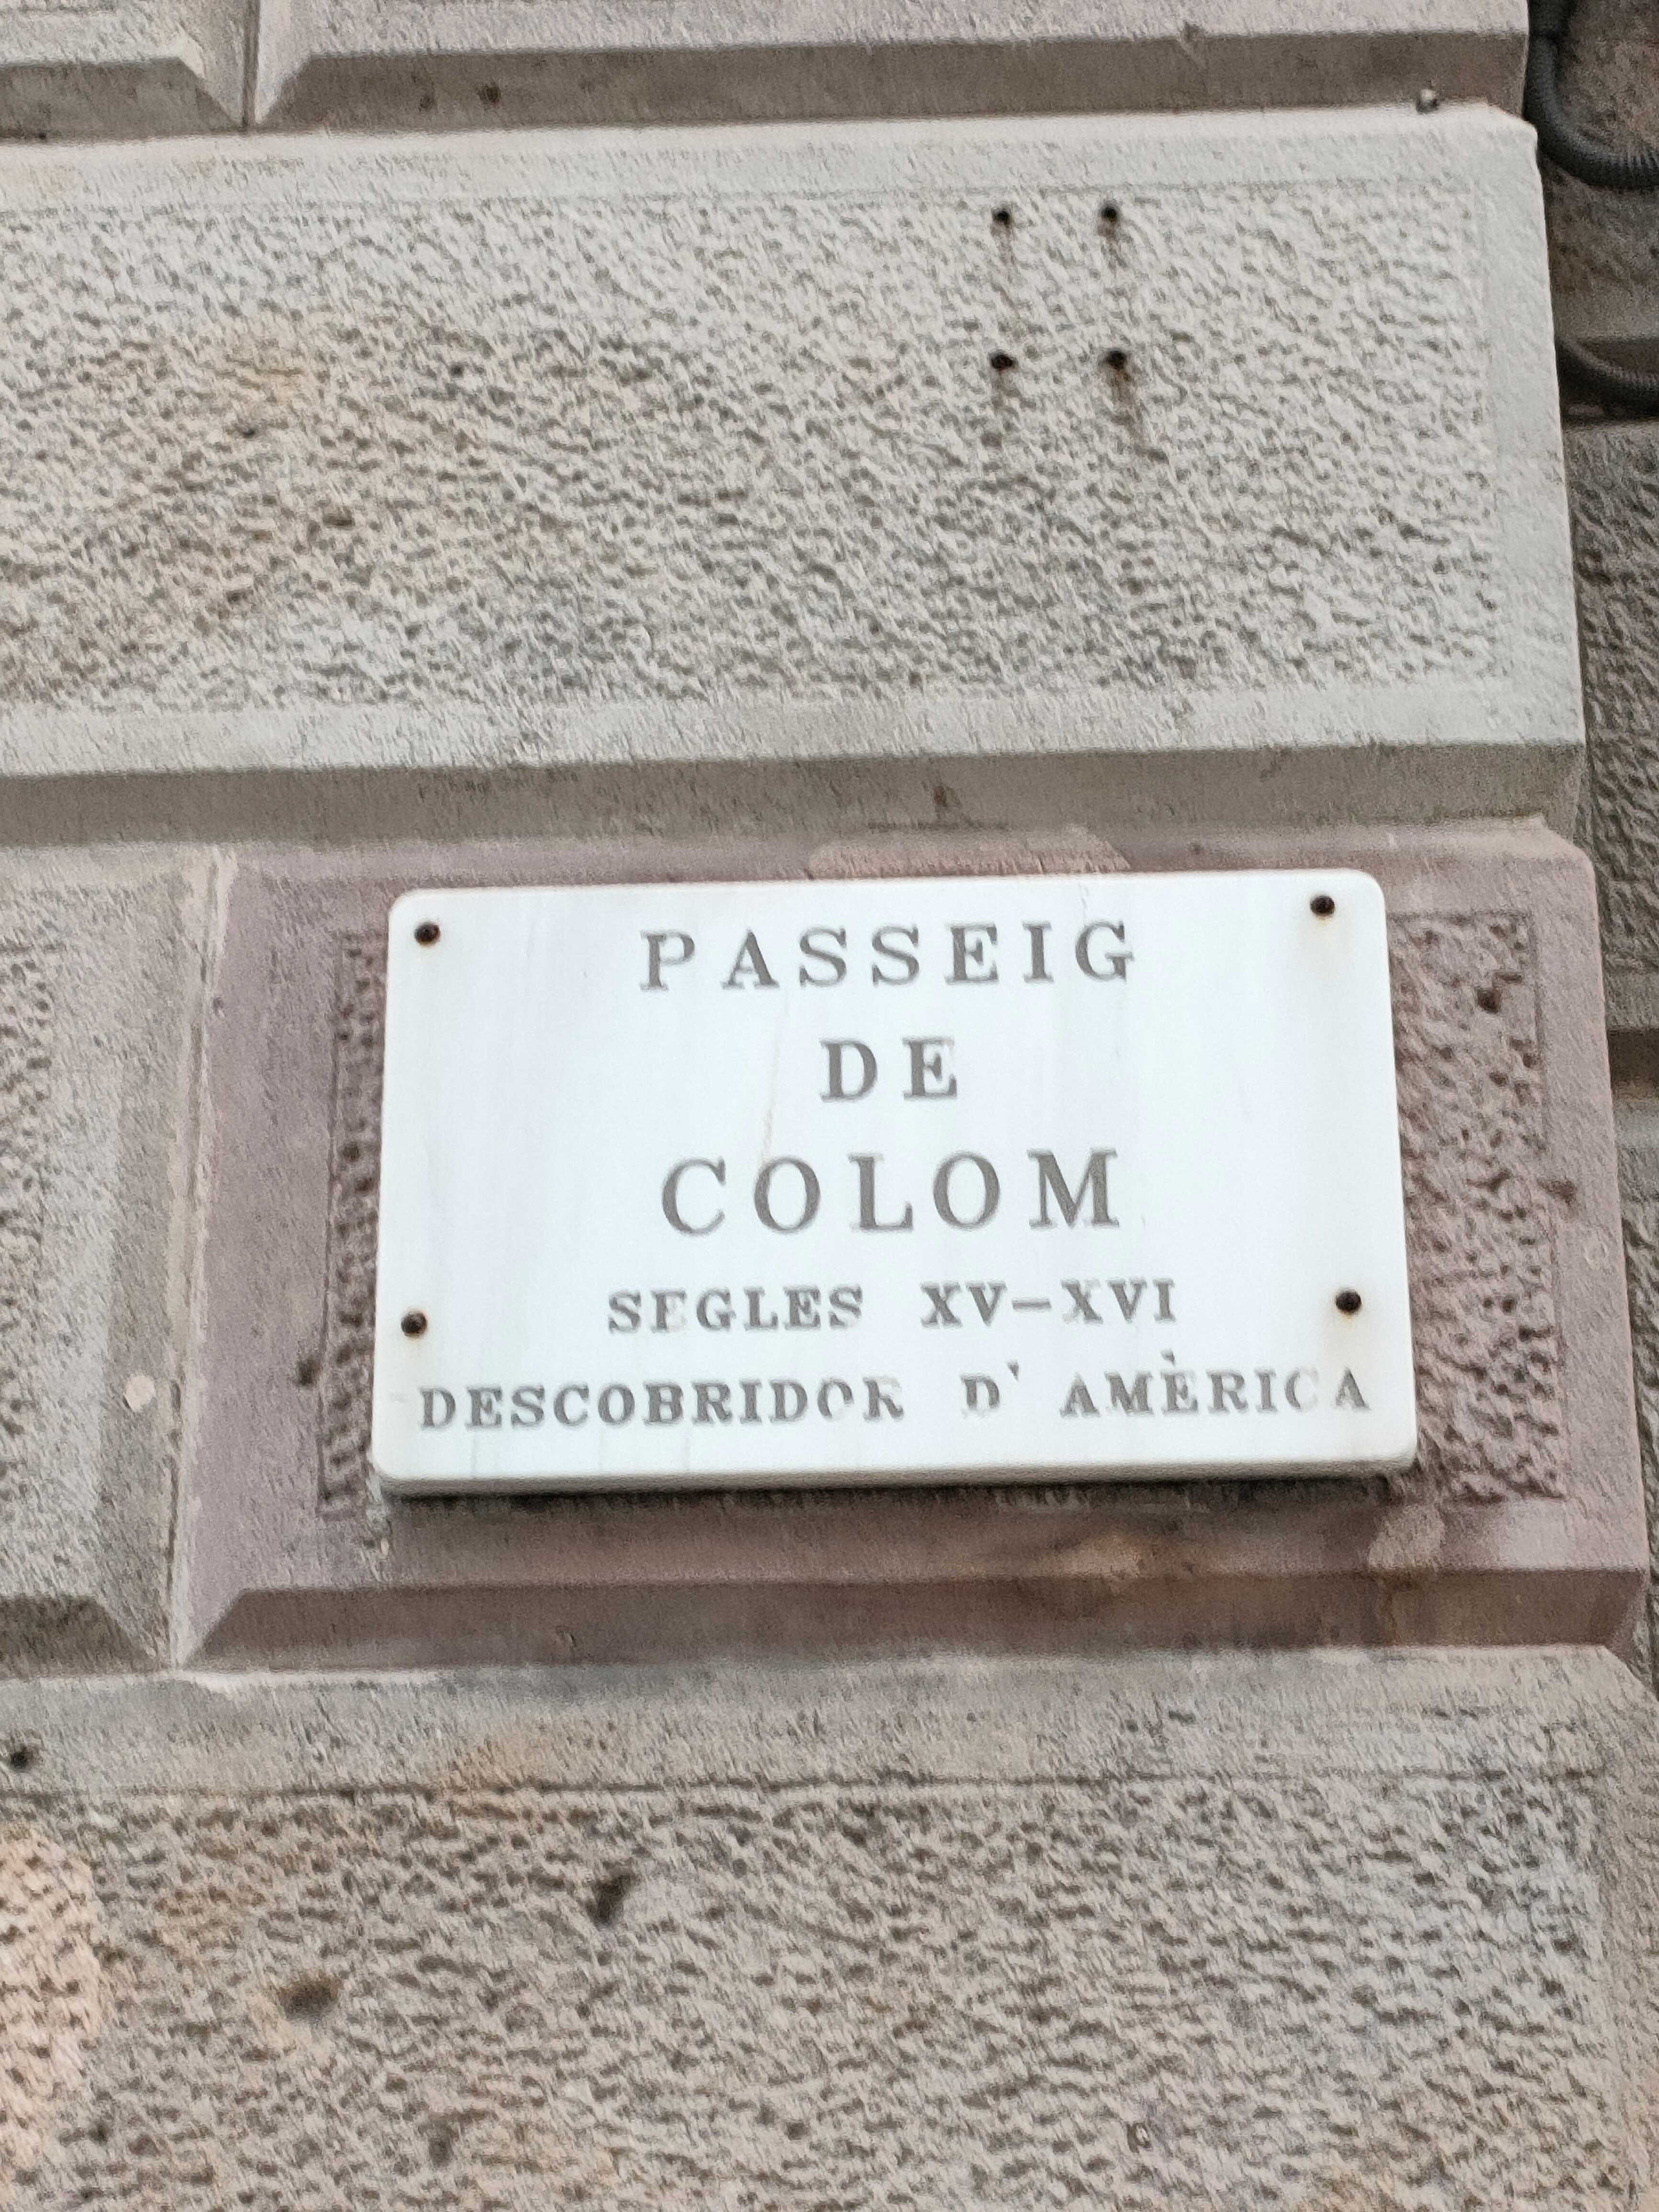 PASSEIG
DE
COLOM
SEGLES XV-XVI
DESCOBRIDOR D' AMÈRICA